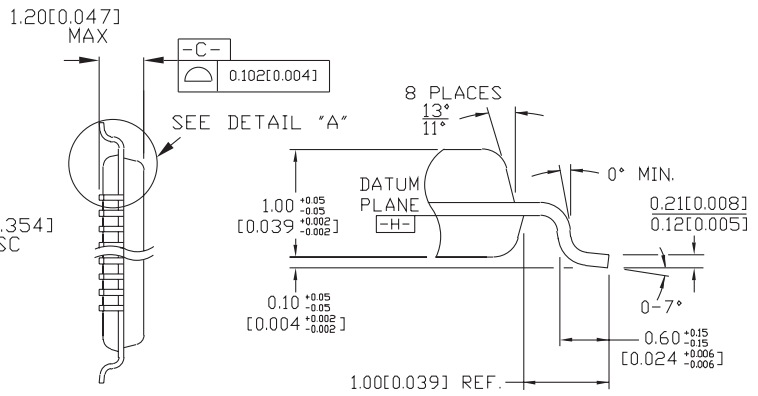 1.20[0.047]
MAX
-C-
0.102[0.004]
SEE DETAIL "A"
.354]
SC
8 PLACES
13°
11°
DATUM
PLANE
-H-
0° MIN.
0.21[0.008]
0.12[0.005]
1.00 +0.05 -0.05
[0.039 +0.002 -0.002]
0.10 +0.05 -0.05
[0.004 +0.002 -0.002]
0-7°
0.60 +0.15 -0.15
[0.024 +0.006 -0.006]
1.00[0.039] REF.